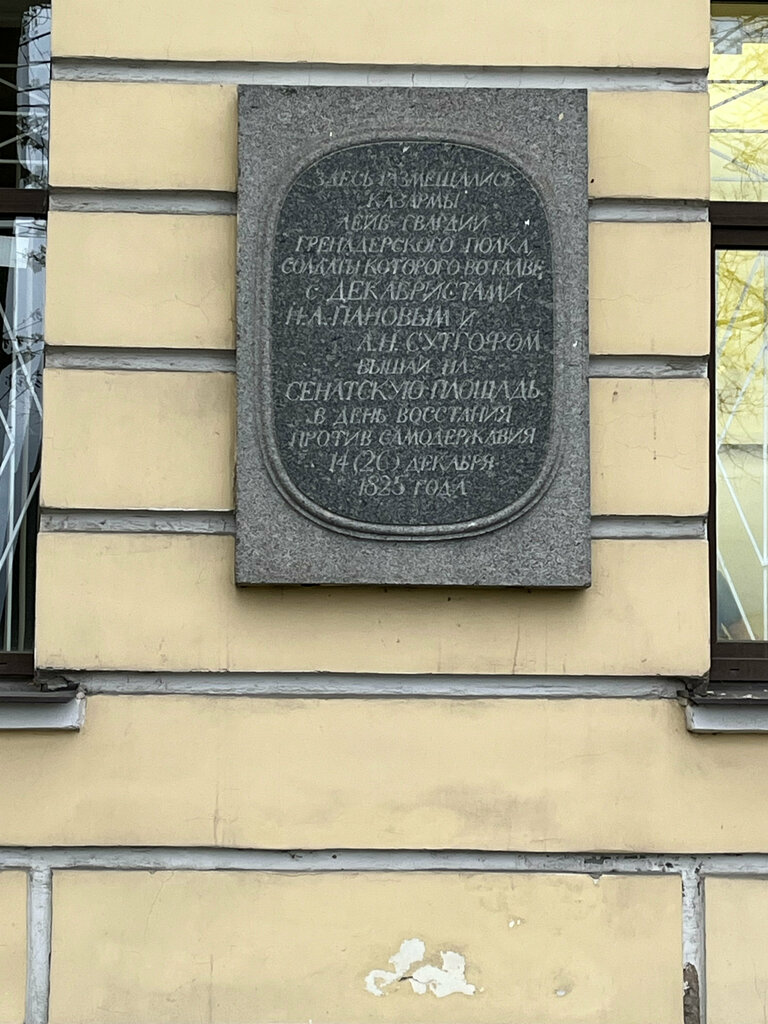 ЗДЕСЬ РАЗМЕЩАЛИСЬ
КАЗАРМЫ
ЛЕЙБ-ГВАРДИИ
ГРЕНАДЕРСКОГО ПОЛКА,
СОЛДАТЫ КОТОРОГО ВО ГЛАВЕ
С ДЕКАБРИСТАМИ
Н.А. ПАНОВЫМ И
А.Н. СУТГОФОМ
ВЫШЛИ НА
СЕНАТСКУЮ ПЛОЩАДЬ
В ДЕНЬ ВОССТАНИЯ
ПРОТИВ САМОДЕРЖАВИЯ
14 (26) ДЕКАБРЯ
1825 ГОДА